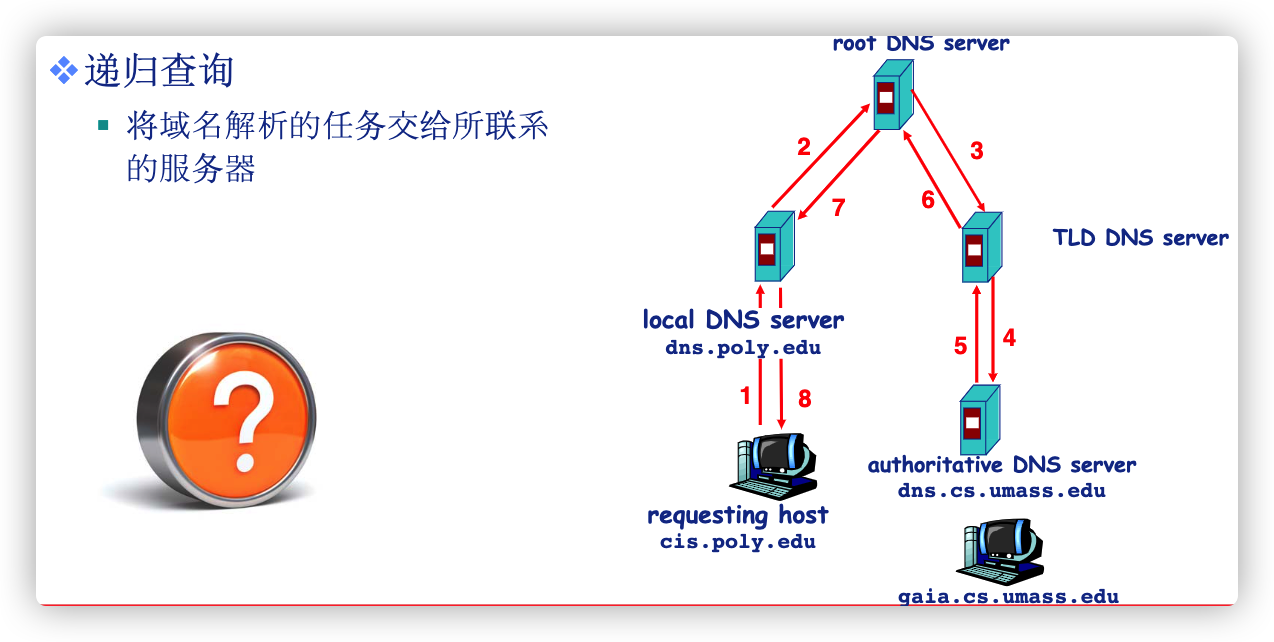 递归查询
将域名解析的任务交给所联系
的服务器
?
root DNS server
2
3
7
6
TLD DNS server
local DNS server
dns.poly.edu
5
4
1
8
authoritative DNS server
dns.cs.umass.edu
requesting host
cis.poly.edu
gaia.cs.umass.edu